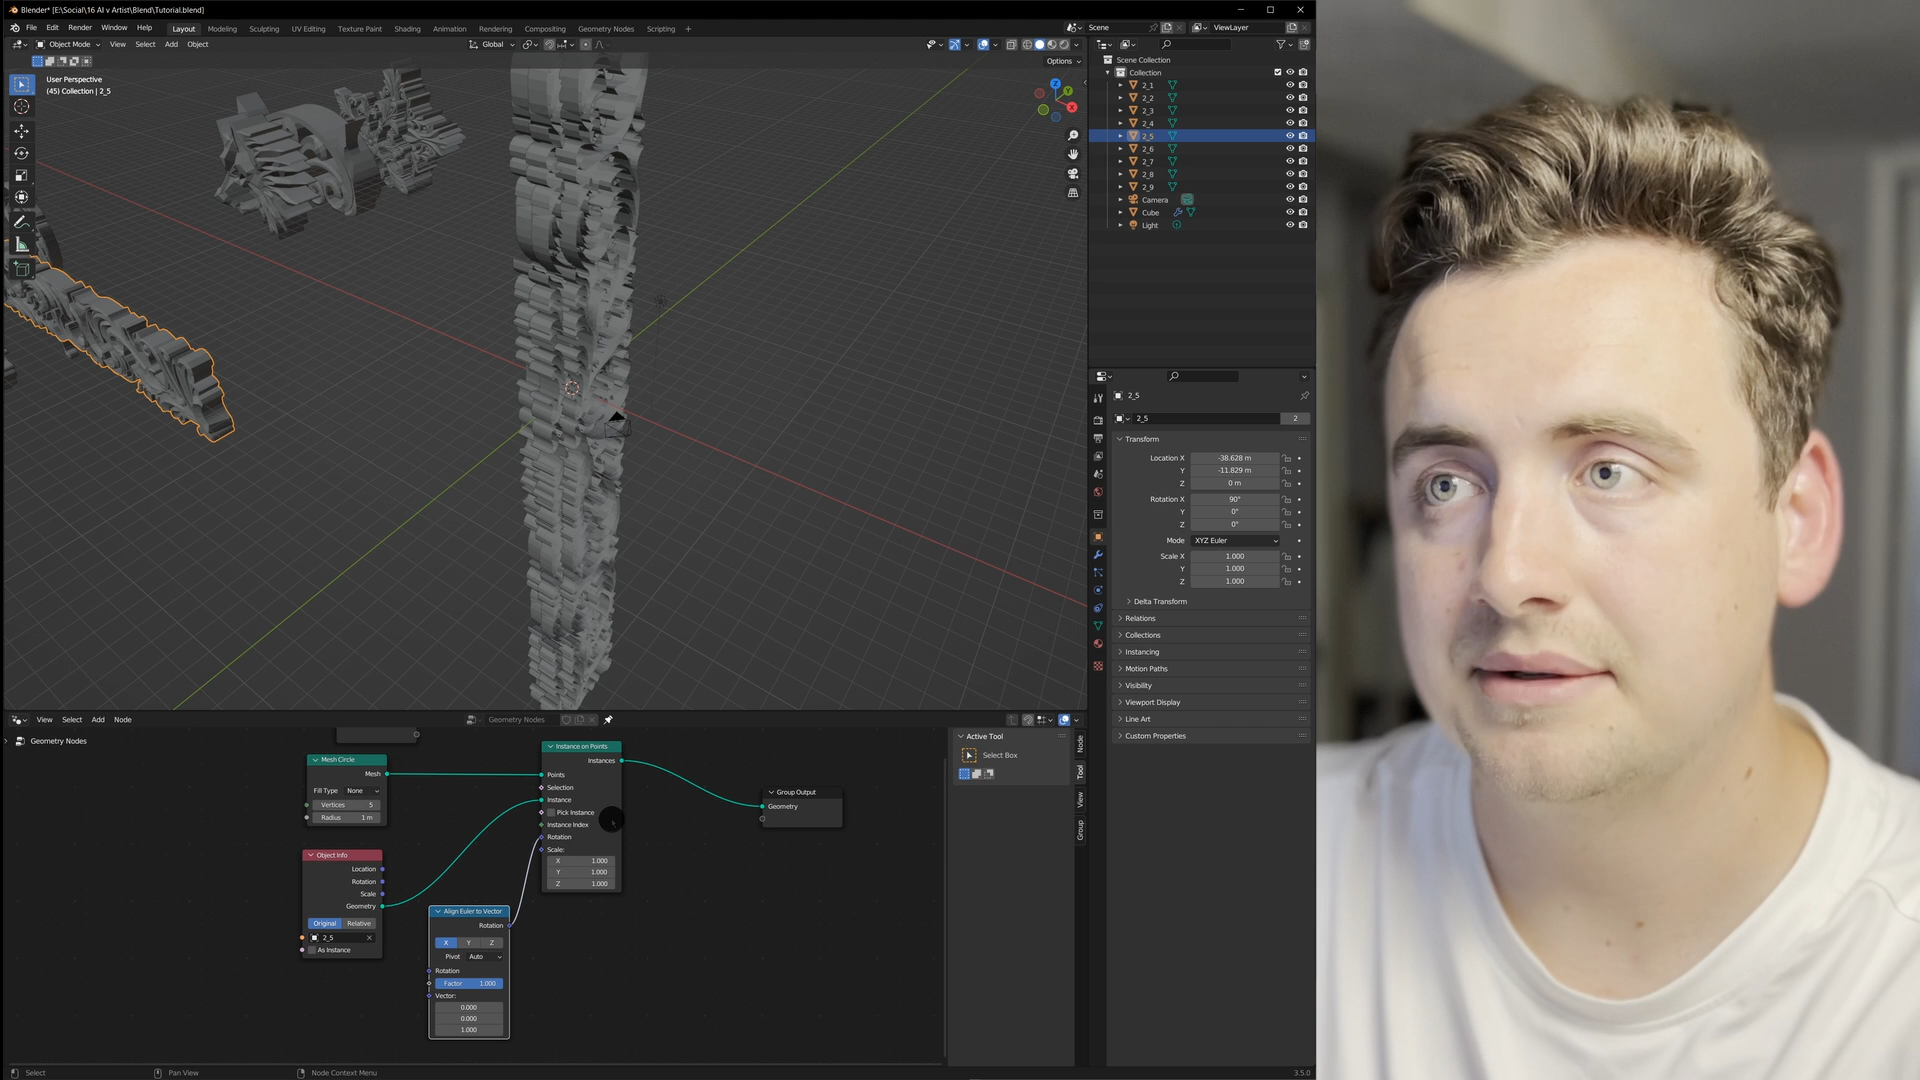 Blender* [E:\Social\16 AI v Artist\Blend\Tutorial.blend]
File Edit Render Window Help Layout Modeling Sculpting UV Editing Texture Paint Shading Animation Rendering Compositing Geometry Nodes Scripting + Scene ViewLayer
Object Mode View Select Add Object Global
Options
User Perspective
(45) Collection | 2_5
Z
Y
X
Scene Collection
Collection
2_1
2_2
2_3
2_4
2_5
2_6
2_7
2_8
2_9
Camera
Cube
Light
2_5
2_5 2
Transform
Location X -38.628 m
Y -11.829 m
Z 0 m
Rotation X 90°
Y 0°
Z 0°
Mode XYZ Euler
Scale X 1.000
Y 1.000
Z 1.000
Delta Transform
Relations
Collections
Instancing
Motion Paths
Visibility
Viewport Display
Line Art
Custom Properties
View Select Add Node Geometry Nodes
Geometry Nodes
Mesh Circle
Mesh
Fill Type None
Vertices 5
Radius 1 m
Object Info
Location
Rotation
Scale
Geometry
Original Relative
2_5
As Instance
Align Euler to Vector
Rotation
X Y Z
Pivot Auto
Rotation
Factor 1.000
Vector:
0.000
0.000
1.000
Instance on Points
Instances
Points
Selection
Instance
Pick Instance
Instance Index
Rotation
Scale:
X 1.000
Y 1.000
Z 1.000
Group Output
Geometry
Active Tool
Select Box
Node
Tool
View
Group
Select Pan View Node Context Menu 3.5.0